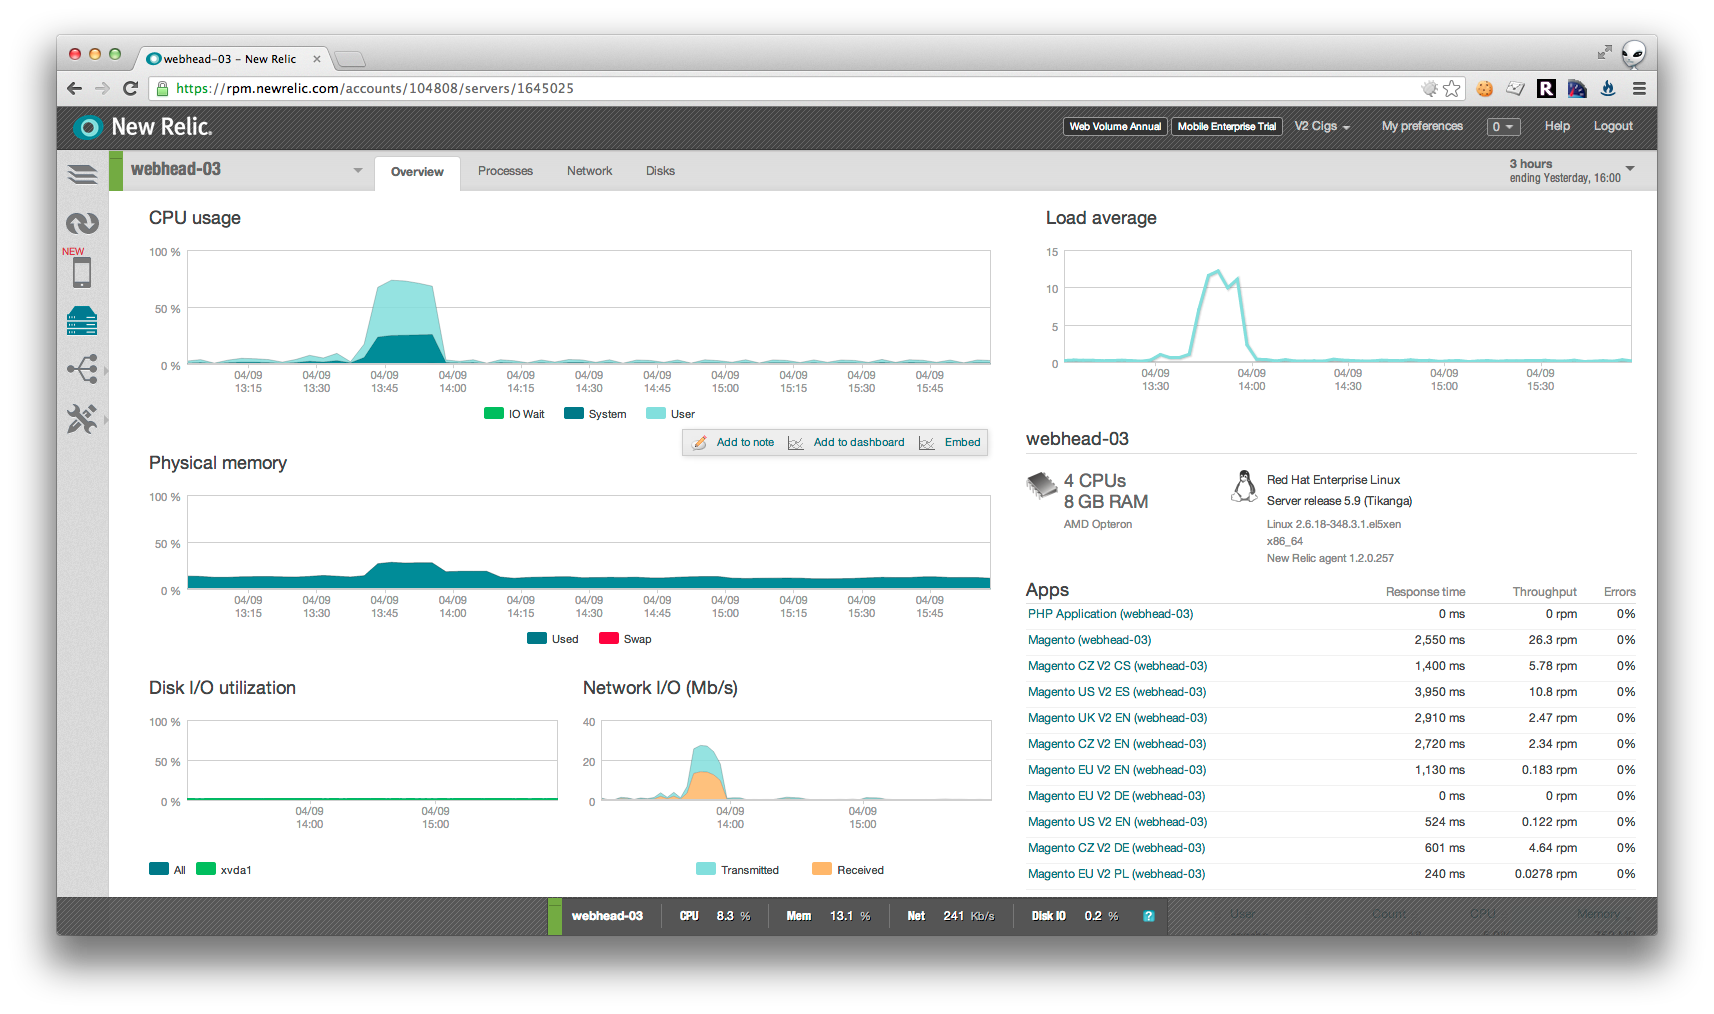 webhead-03 - New Relic
https://rpm.newrelic.com/accounts/104808/servers/1645025
New Relic.
Web Volume Annual
Mobile Enterprise Trial
V2 Cigs
My preferences
0
Help
Logout
webhead-03
Overview
Processes
Network
Disks
3 hours
ending Yesterday, 16:00
NEW
CPU usage
100 %
50 %
0 %
04/09 04/09 04/09 04/09 04/09 04/09 04/09 04/09 04/09 04/09 04/09
13:15 13:30 13:45 14:00 14:15 14:30 14:45 15:00 15:15 15:30 15:45
IO Wait System User
Add to note Add to dashboard Embed
Physical memory
100 %
50 %
0 %
04/09 04/09 04/09 04/09 04/09 04/09 04/09 04/09 04/09 04/09 04/09
13:15 13:30 13:45 14:00 14:15 14:30 14:45 15:00 15:15 15:30 15:45
Used Swap
Disk I/O utilization
100 %
50 %
0 %
04/09 04/09
14:00 15:00
All xvda1
Network I/O (Mb/s)
40
20
0
04/09 04/09
14:00 15:00
Transmitted Received
Load average
15
10
5
0
04/09 04/09 04/09 04/09 04/09
13:30 14:00 14:30 15:00 15:30
webhead-03
4 CPUs
8 GB RAM
AMD Opteron
Red Hat Enterprise Linux
Server release 5.9 (Tikanga)
Linux 2.6.18-348.3.1.el5xen
x86_64
New Relic agent 1.2.0.257
Apps Response time Throughput Errors
PHP Application (webhead-03) 0 ms 0 rpm 0%
Magento (webhead-03) 2,550 ms 26.3 rpm 0%
Magento CZ V2 CS (webhead-03) 1,400 ms 5.78 rpm 0%
Magento US V2 ES (webhead-03) 3,950 ms 10.8 rpm 0%
Magento UK V2 EN (webhead-03) 2,910 ms 2.47 rpm 0%
Magento CZ V2 EN (webhead-03) 2,720 ms 2.34 rpm 0%
Magento EU V2 EN (webhead-03) 1,130 ms 0.183 rpm 0%
Magento EU V2 DE (webhead-03) 0 ms 0 rpm 0%
Magento US V2 EN (webhead-03) 524 ms 0.122 rpm 0%
Magento CZ V2 DE (webhead-03) 601 ms 4.64 rpm 0%
Magento EU V2 PL (webhead-03) 240 ms 0.0278 rpm 0%
webhead-03 CPU 8.3 % Mem 13.1 % Net 241 Kb/s Disk IO 0.2 % ?
User Count CPU Memory